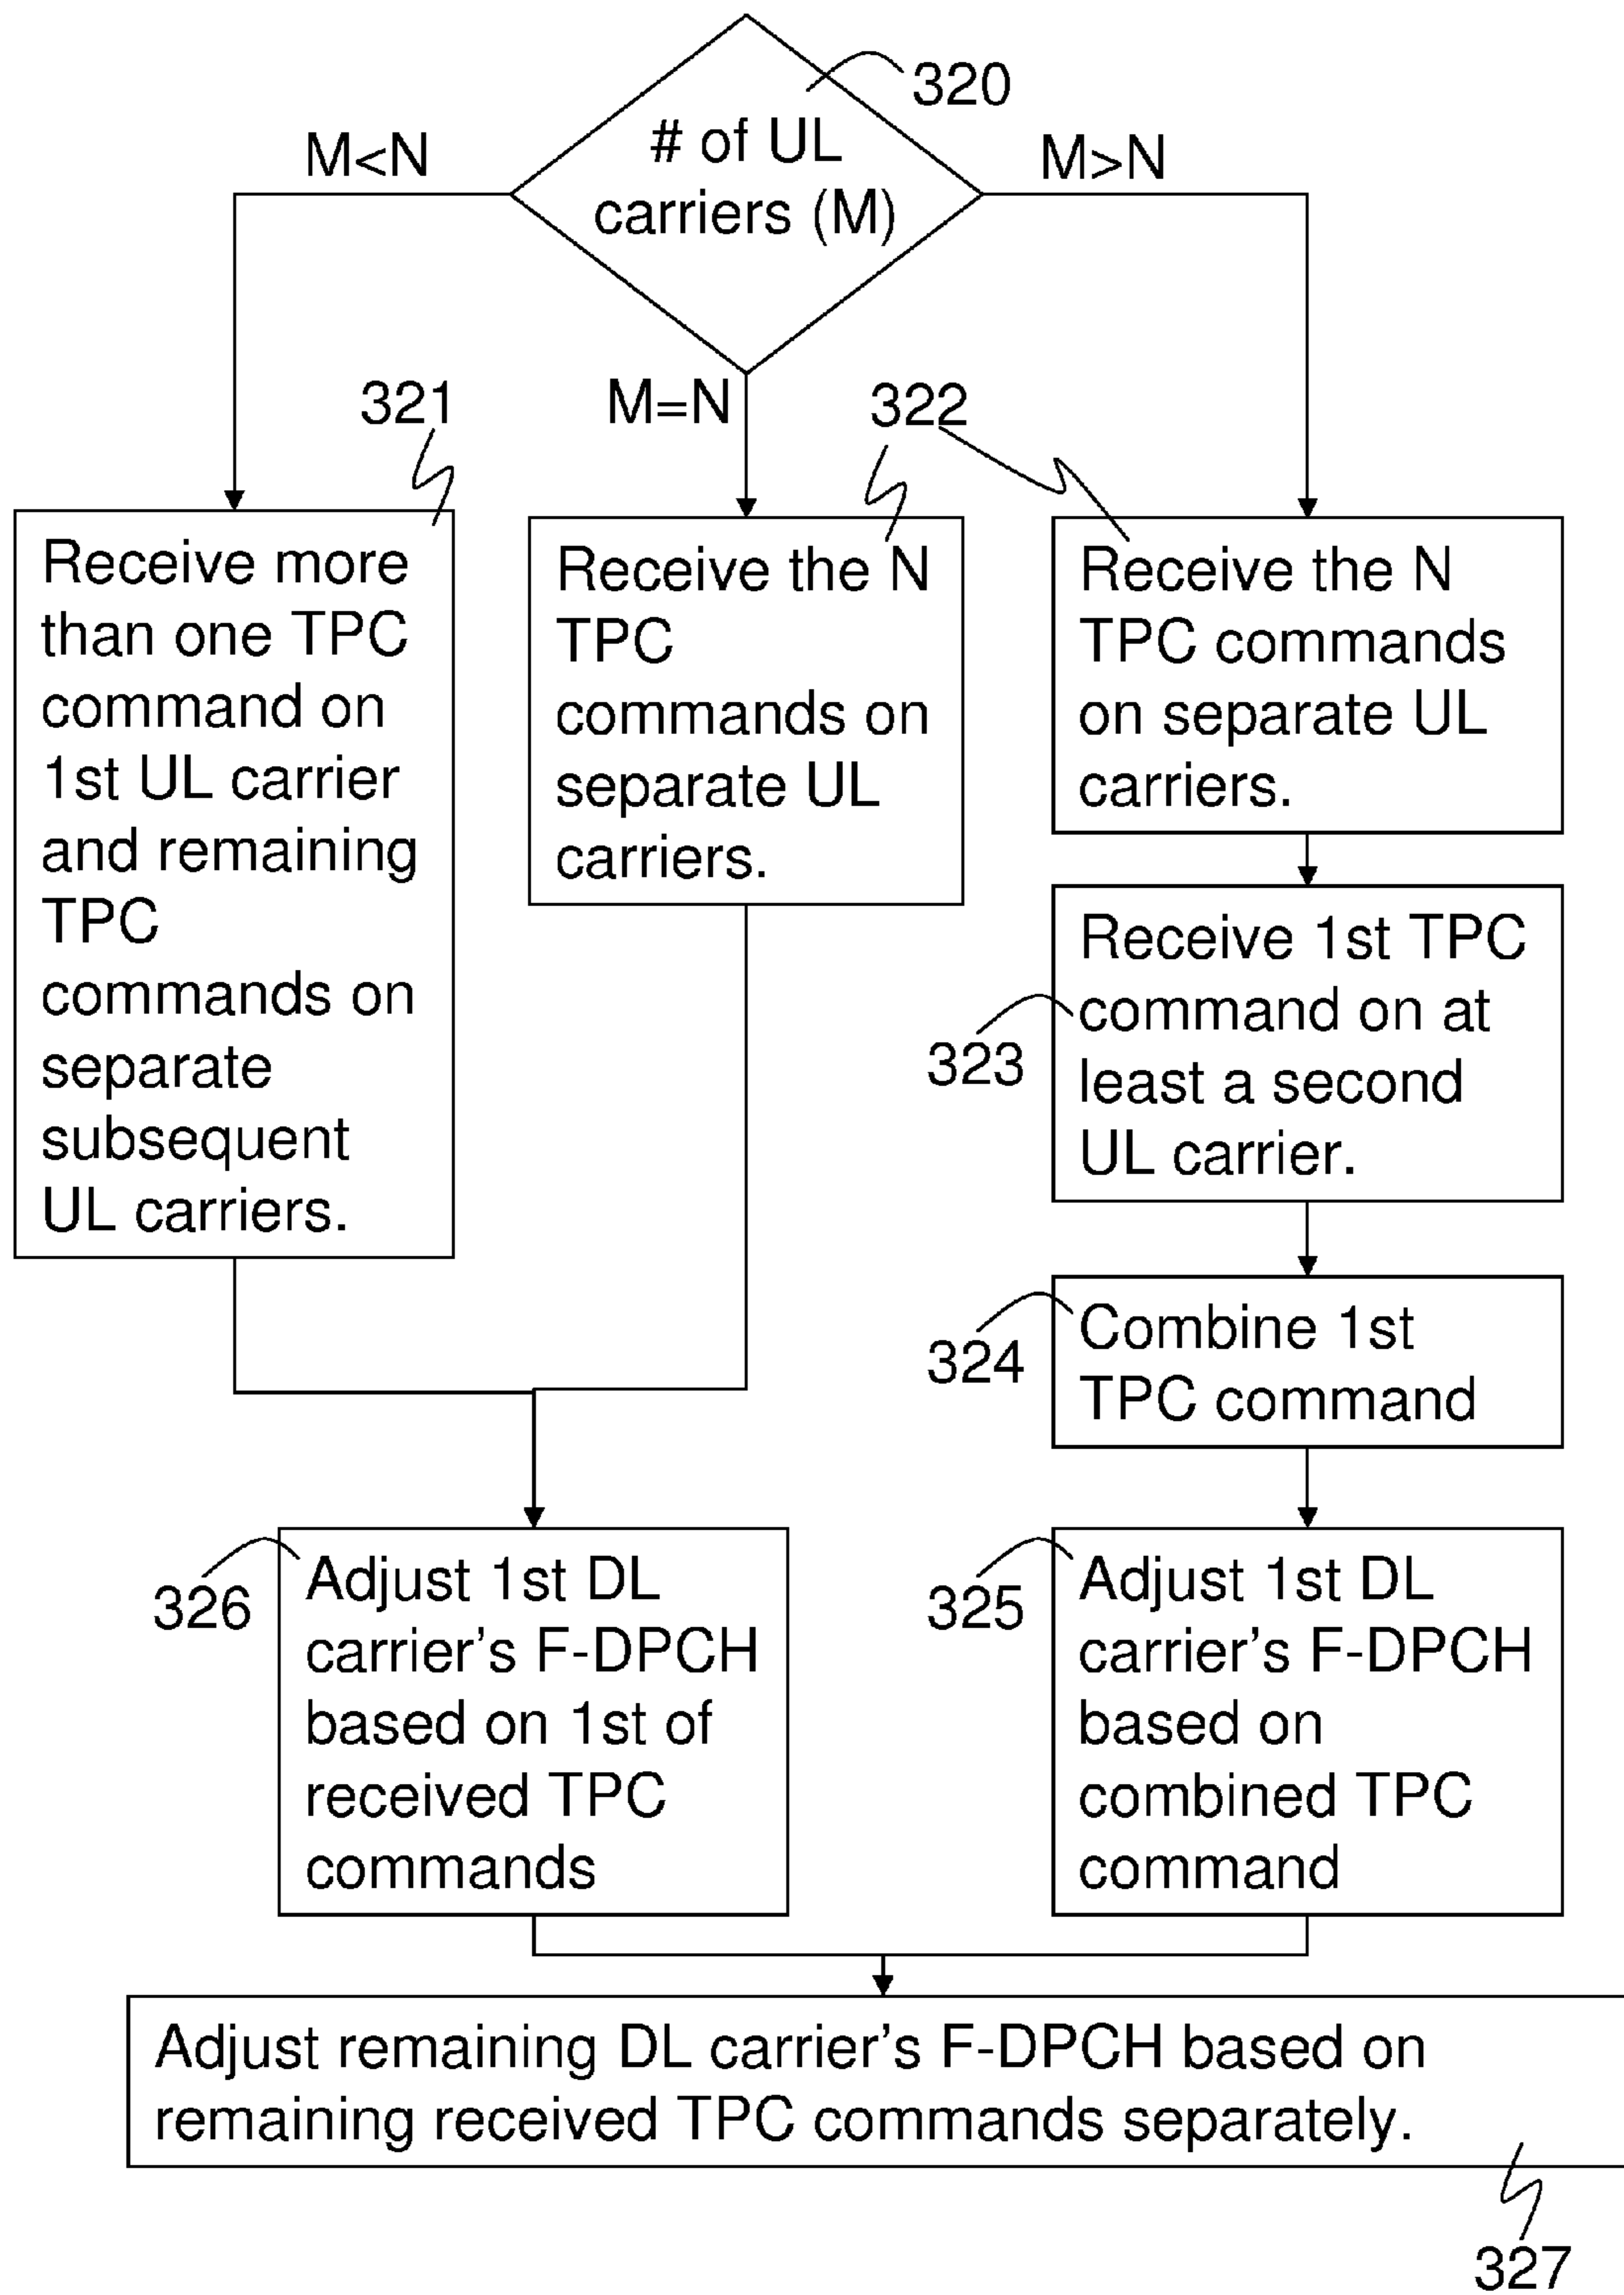 320
# of UL
carriers (M)
M<N
M>N
M=N
321
322
Receive more
than one TPC
command on
1st UL carrier
and remaining
TPC
commands on
separate
subsequent
UL carriers.
Receive the N
TPC
commands on
separate UL
carriers.
Receive the N
TPC commands
on separate UL
carriers.
323
Receive 1st TPC
command on at
least a second
UL carrier.
324
Combine 1st
TPC command
326
Adjust 1st DL
carrier's F-DPCH
based on 1st of
received TPC
commands
325
Adjust 1st DL
carrier's F-DPCH
based on
combined TPC
command
Adjust remaining DL carrier's F-DPCH based on
remaining received TPC commands separately.
327